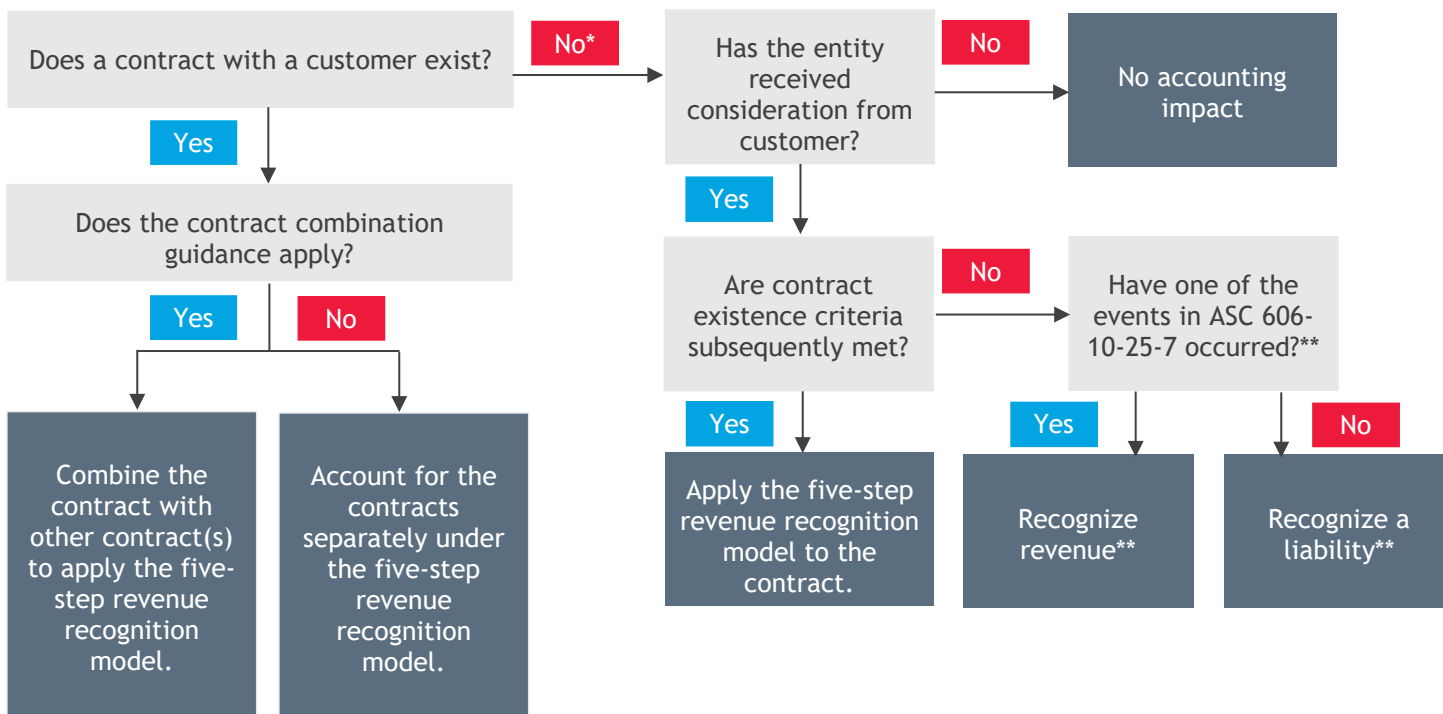 Does a contract with a customer exist?
No*
Has the entity
received
consideration from
customer?
No
No accounting
impact
Yes
Does the contract combination
guidance apply?
Yes
Are contract
existence criteria
subsequently met?
No
Have one of the
events in ASC 606-
10-25-7 occurred?**
Yes
No
Combine the
contract with
other contract(s)
to apply the five-
step revenue
recognition
model.
Account for the
contracts
separately under
the five-step
revenue
recognition
model.
Yes
Apply the five-step
revenue recognition
model to the
contract.
Yes
Recognize
revenue**
No
Recognize a
liability**